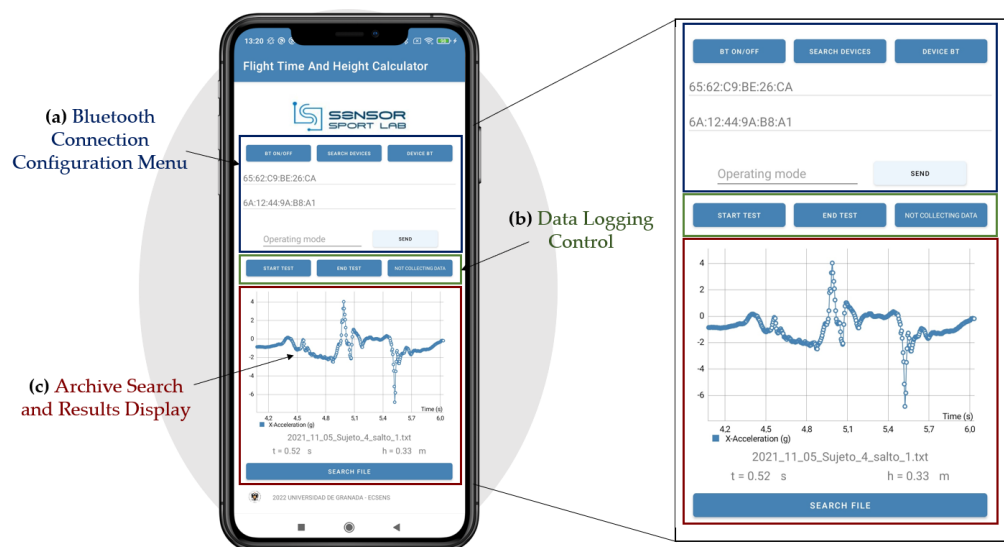 (a) Bluetooth
Connection
Configuration Menu
(b) Data Logging
Control
(c) Archive Search
and Results Display
13:20
Flight Time And Height Calculator
SENSOR
SPORT LAB
BT ON/OFF SEARCH DEVICES DEVICE BT
65:62:C9:BE:26:CA
6A:12:44:9A:B8:A1
Operating mode SEND
START TEST END TEST NOT COLLECTING DATA
4
2
0
-2
-4
-6
4,2 4,5 4,8 5,1 5,4 5,7 6,0
Time (s)
X-Acceleration (g)
2021_11_05_Sujeto_4_salto_1.txt
t = 0.52 s h = 0.33 m
SEARCH FILE
2022 UNIVERSIDAD DE GRANADA - ECSENS
BT ON/OFF SEARCH DEVICES DEVICE BT
65:62:C9:BE:26:CA
6A:12:44:9A:B8:A1
Operating mode SEND
START TEST END TEST NOT COLLECTING DATA
4
2
0
-2
-4
-6
4,2 4,5 4,8 5,1 5,4 5,7 6,0
Time (s)
X-Acceleration (g)
2021_11_05_Sujeto_4_salto_1.txt
t = 0.52 s h = 0.33 m
SEARCH FILE